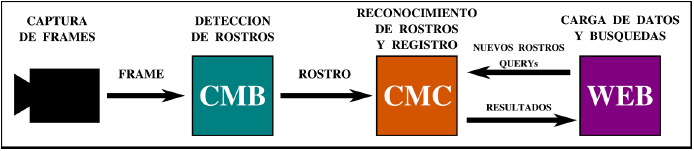 CAPTURA
DE FRAMES
DETECCION
DE ROSTROS
RECONOCIMIENTO
DE ROSTROS
Y REGISTRO
CARGA DE DATOS
Y BUSQUEDAS
FRAME
CMB
ROSTRO
CMC
NUEVOS ROSTROS
QUERYs
RESULTADOS
WEB